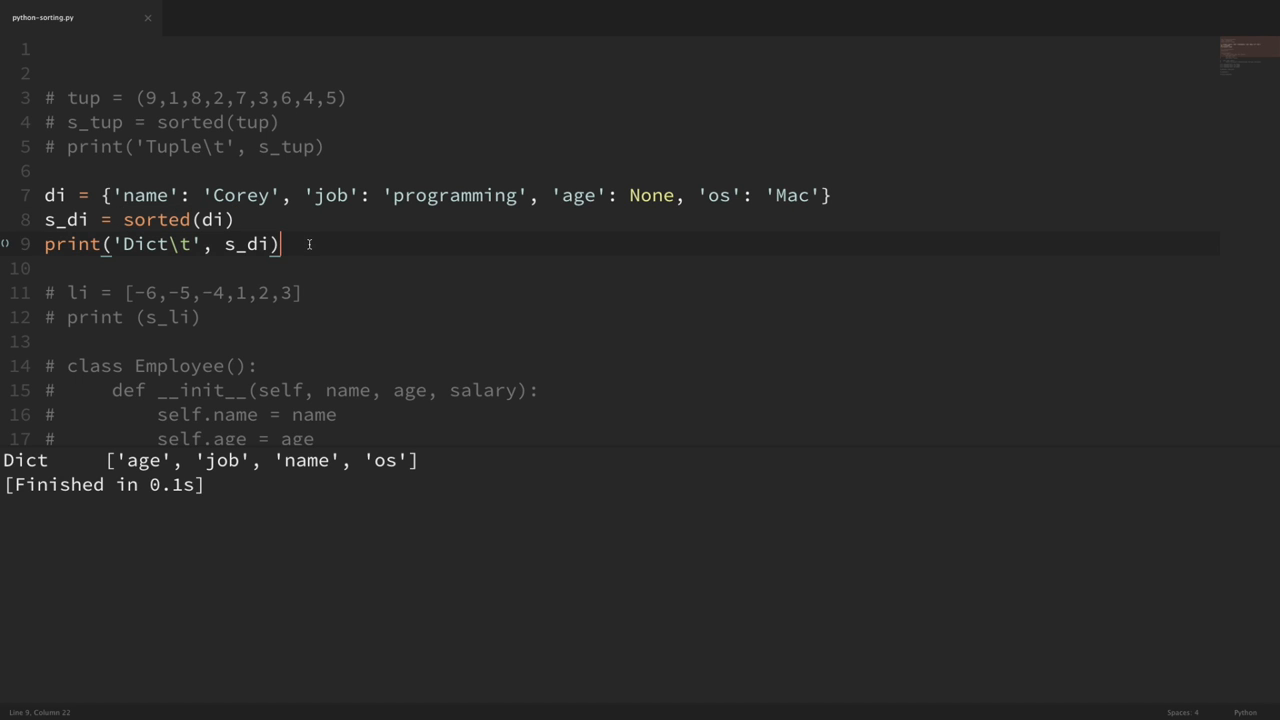 python-sorting.py ×
1
2
3 # tup = (9,1,8,2,7,3,6,4,5)
4 # s_tup = sorted(tup)
5 # print('Tuple\t', s_tup)
6
7 di = {'name': 'Corey', 'job': 'programming', 'age': None, 'os': 'Mac'}
8 s_di = sorted(di)
() 9 print('Dict\t', s_di)
10
11 # li = [-6,-5,-4,1,2,3]
12 # print (s_li)
13
14 # class Employee():
15 #     def __init__(self, name, age, salary):
16 #         self.name = name
17 #         self.age = age
Dict     ['age', 'job', 'name', 'os']
[Finished in 0.1s]
Line 9, Column 22 Spaces: 4 Python